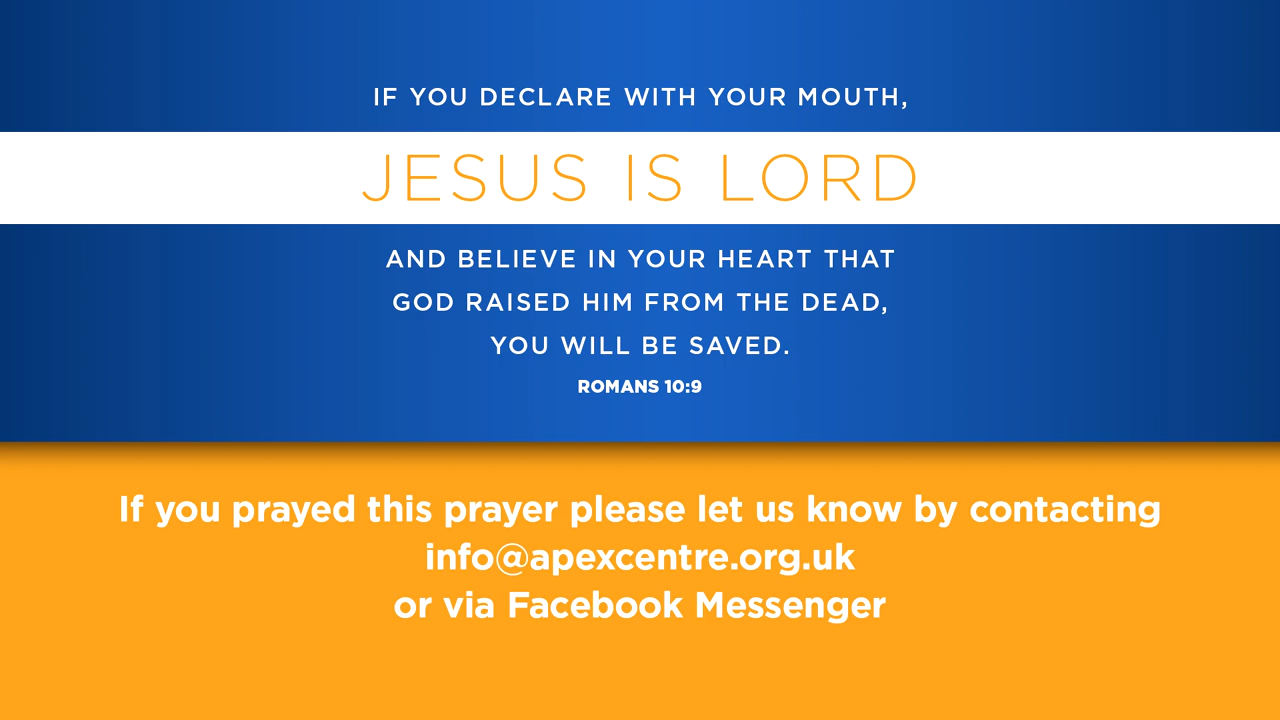 IF YOU DECLARE WITH YOUR MOUTH,
JESUS IS LORD
AND BELIEVE IN YOUR HEART THAT
GOD RAISED HIM FROM THE DEAD,
YOU WILL BE SAVED.
ROMANS 10:9
If you prayed this prayer please let us know by contacting
info@apexcentre.org.uk
or via Facebook Messenger